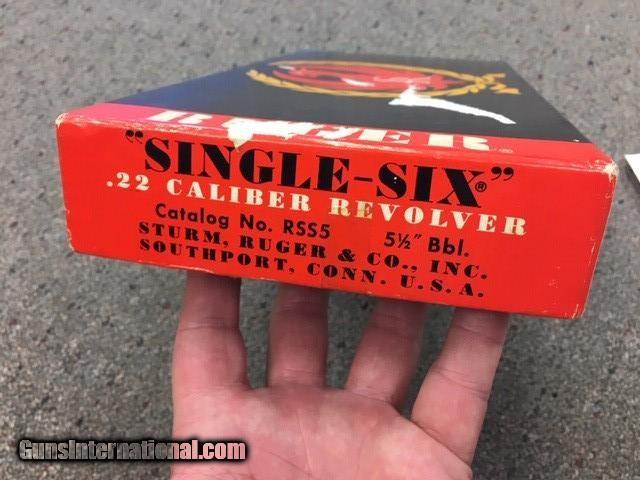 RUGER®
"SINGLE-SIX®"
.22 CALIBER REVOLVER
Catalog No. RSS5 5½" Bbl.
STURM, RUGER & CO., INC.
SOUTHPORT, CONN. U. S. A.
GunsInternational.com